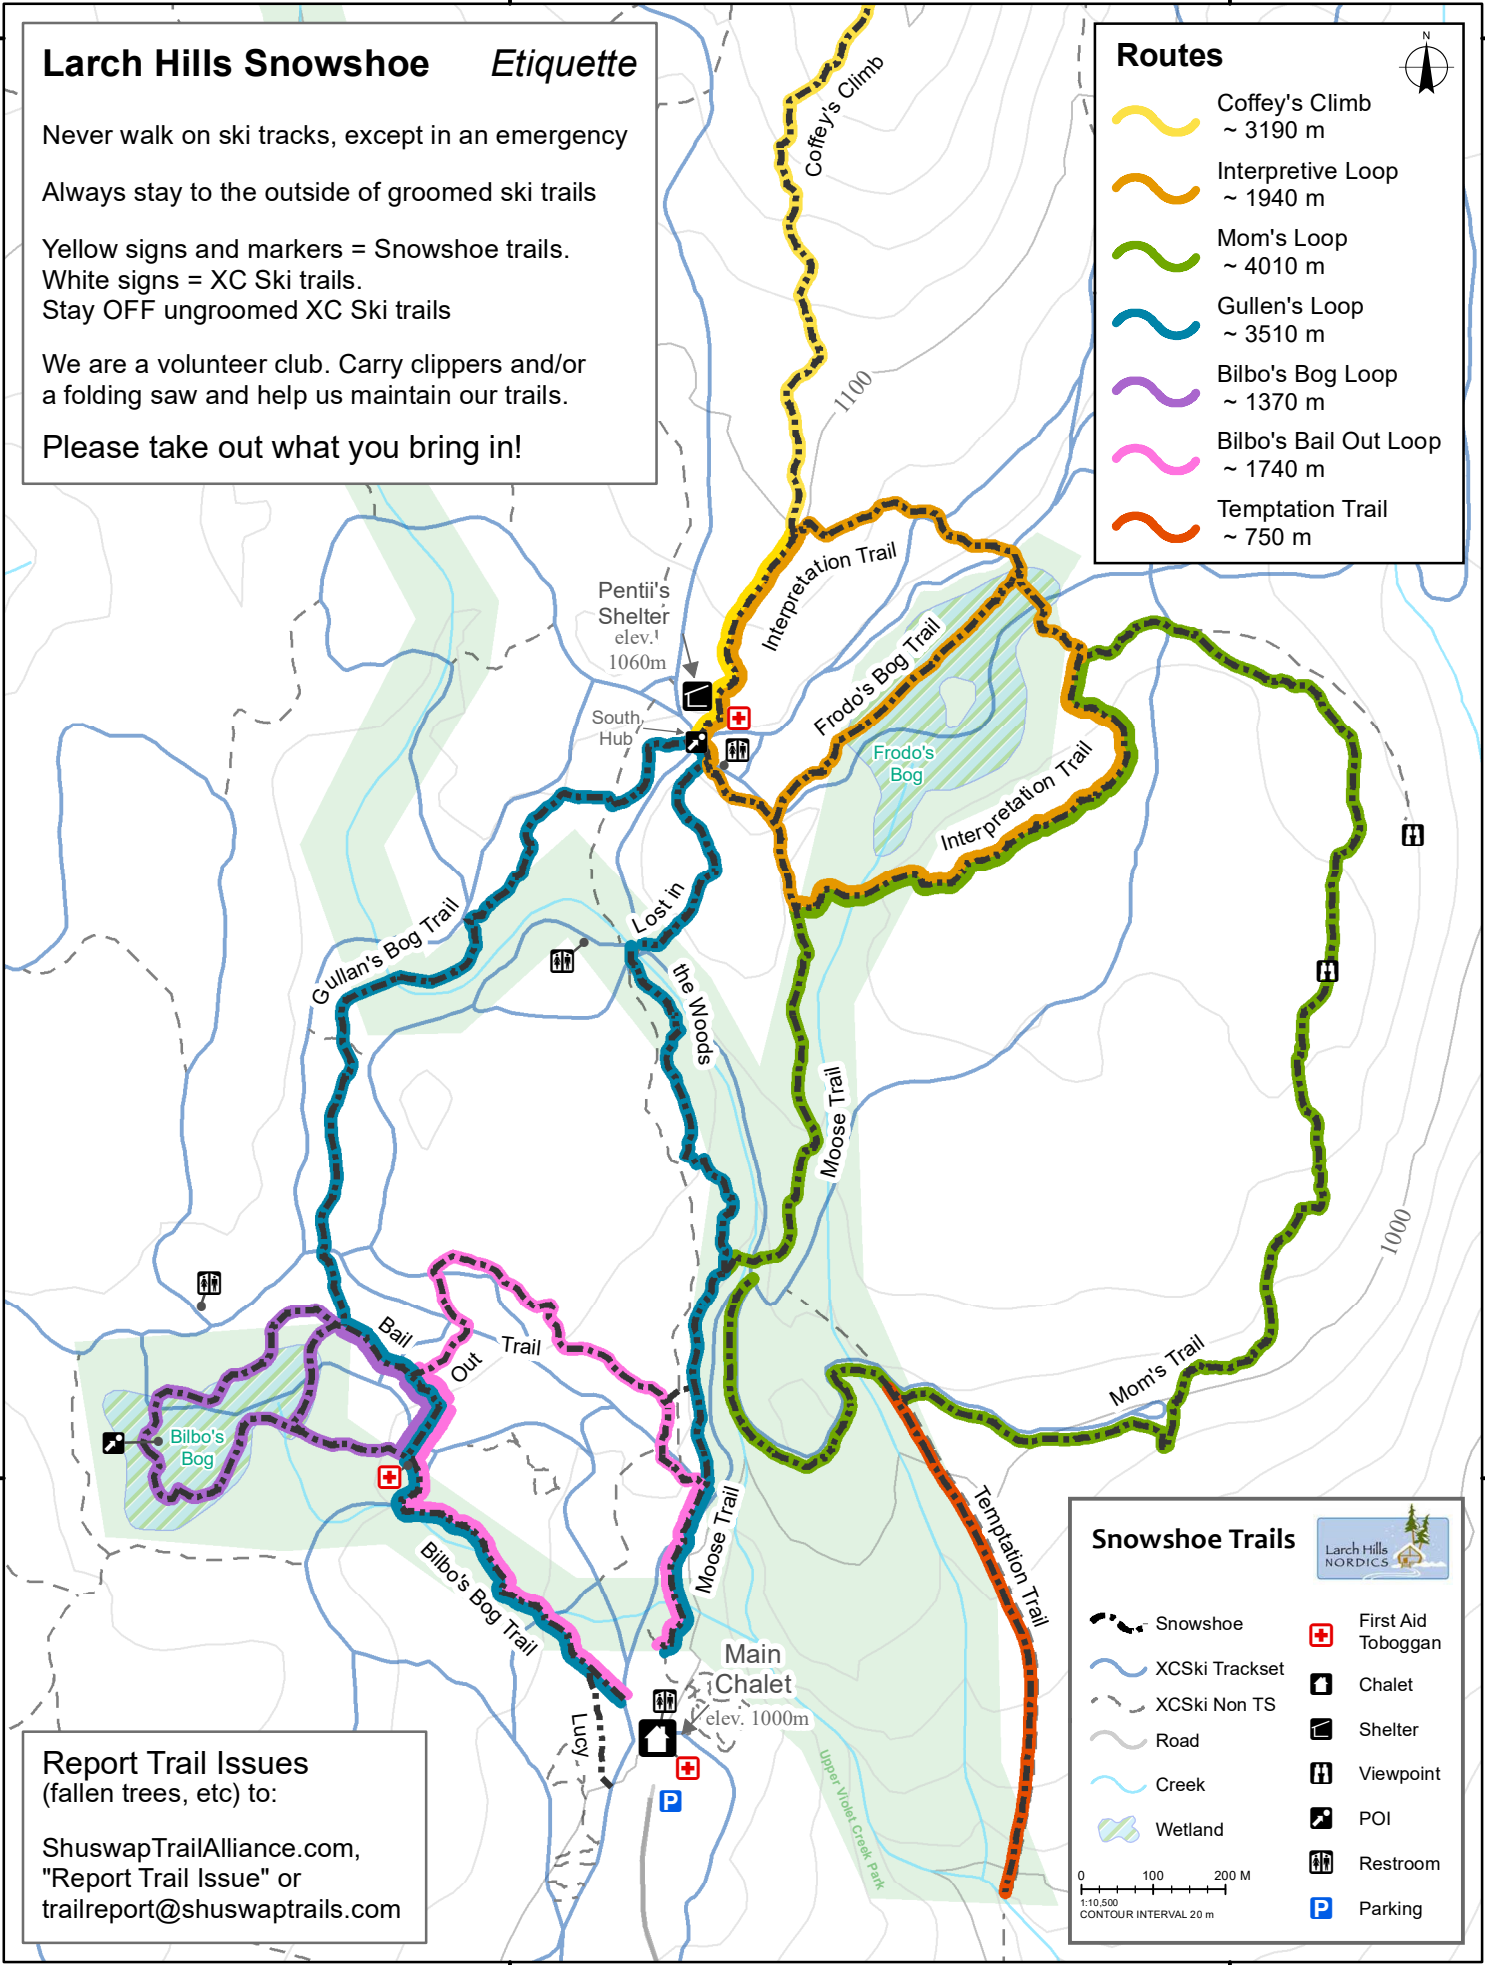 Larch Hills Snowshoe Etiquette
Never walk on ski tracks, except in an emergency
Always stay to the outside of groomed ski trails
Yellow signs and markers = Snowshoe trails.
White signs = XC Ski trails.
Stay OFF ungroomed XC Ski trails
We are a volunteer club. Carry clippers and/or
a folding saw and help us maintain our trails.
Please take out what you bring in!
Routes
N
Coffey's Climb
~ 3190 m
Interpretive Loop
~ 1940 m
Mom's Loop
~ 4010 m
Gullen's Loop
~ 3510 m
Bilbo's Bog Loop
~ 1370 m
Bilbo's Bail Out Loop
~ 1740 m
Temptation Trail
~ 750 m
Coffey's Climb
1100
Interpretation Trail
Pentii's
Shelter
elev.
1060m
South
Hub
Frodo's Bog Trail
Frodo's
Bog
Interpretation Trail
Lost in
the Woods
Gullan's Bog Trail
Moose Trail
1000
Mom's Trail
Bail
Out
Trail
Bilbo's
Bog
Bilbo's Bog Trail
Moose Trail
Temptation Trail
Main
Chalet
elev. 1000m
Lucy
P
Upper Violet Creek Park
Report Trail Issues
(fallen trees, etc) to:
ShuswapTrailAlliance.com,
"Report Trail Issue" or
trailreport@shuswaptrails.com
Snowshoe Trails
Larch Hills
NORDICS
Snowshoe
XCSki Trackset
XCSki Non TS
Road
Creek
Wetland
0 100 200 M
1:10,500
CONTOUR INTERVAL 20 m
First Aid
Toboggan
Chalet
Shelter
Viewpoint
POI
Restroom
P Parking